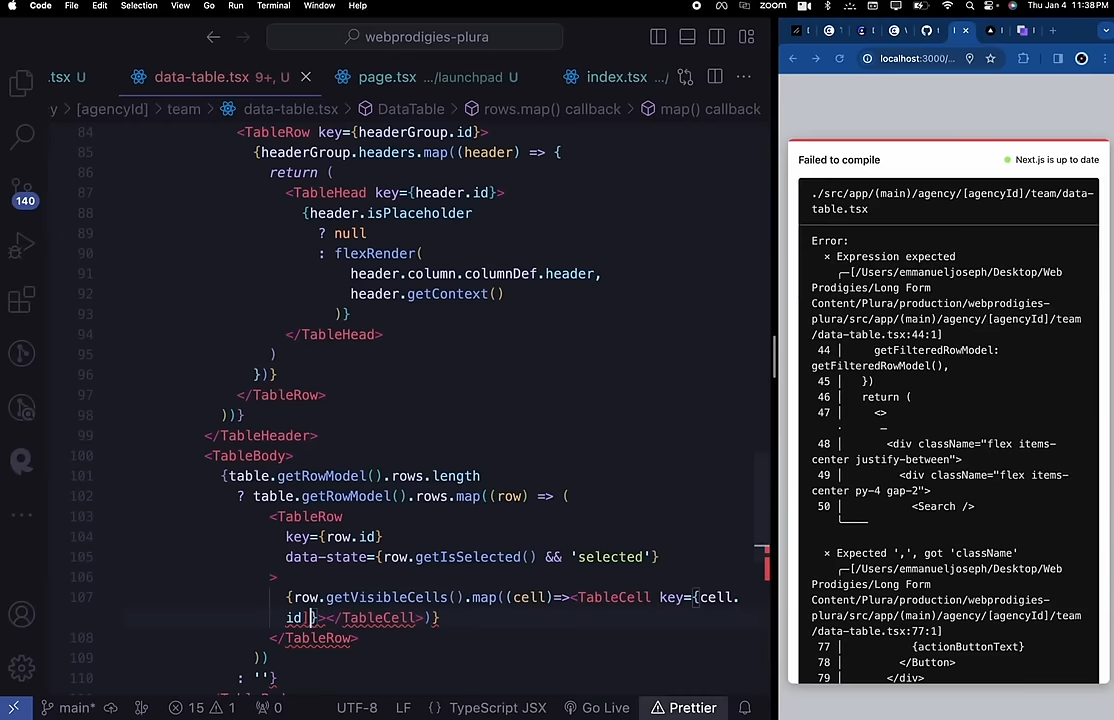 Code File Edit Selection View Go Run Terminal Window Help zoom Thu Jan 4 11:38 PM
webprodigies-plura
.tsx U data-table.tsx 9+, U page.tsx .../launchpad U index.tsx .../
y > [agencyId] > team > data-table.tsx > DataTable > rows.map() callback > map() callback
84 <TableRow key={headerGroup.id}>
85 {headerGroup.headers.map((header) => {
86 return (
87 <TableHead key={header.id}>
88 {header.isPlaceholder
89 ? null
90 : flexRender(
91 header.column.columnDef.header,
92 header.getContext()
93 )}
94 </TableHead>
95 )
96 })}
97 </TableRow>
98 ))}
99 </TableHeader>
100 <TableBody>
101 {table.getRowModel().rows.length
102 ? table.getRowModel().rows.map((row) => (
103 <TableRow
104 key={row.id}
105 data-state={row.getIsSelected() && 'selected'}
106 >
107 {row.getVisibleCells().map((cell)=><TableCell key={cell.
id]}></TableCell>)}
108 </TableRow>
109 ))
110 : ''}
140
main* 15 1 0 UTF-8 LF {} TypeScript JSX Go Live Prettier
localhost:3000/...
Failed to compile
Next.js is up to date
./src/app/(main)/agency/[agencyId]/team/data-
table.tsx
Error:
× Expression expected
╭─[/Users/emmanueljoseph/Desktop/Web
Prodigies/Long Form
Content/Plura/production/webprodigies-
plura/src/app/(main)/agency/[agencyId]/team
/data-table.tsx:44:1]
44 │ getFilteredRowModel:
getFilteredRowModel(),
45 │ })
46 │ return (
47 │ <>
· ─
48 │ <div className="flex items-
center justify-between">
49 │ <div className="flex items-
center py-4 gap-2">
50 │ <Search />
╰────
× Expected ',', got 'className'
╭─[/Users/emmanueljoseph/Desktop/Web
Prodigies/Long Form
Content/Plura/production/webprodigies-
plura/src/app/(main)/agency/[agencyId]/team
/data-table.tsx:77:1]
77 │ {actionButtonText}
78 │ </Button>
79 │ </div>